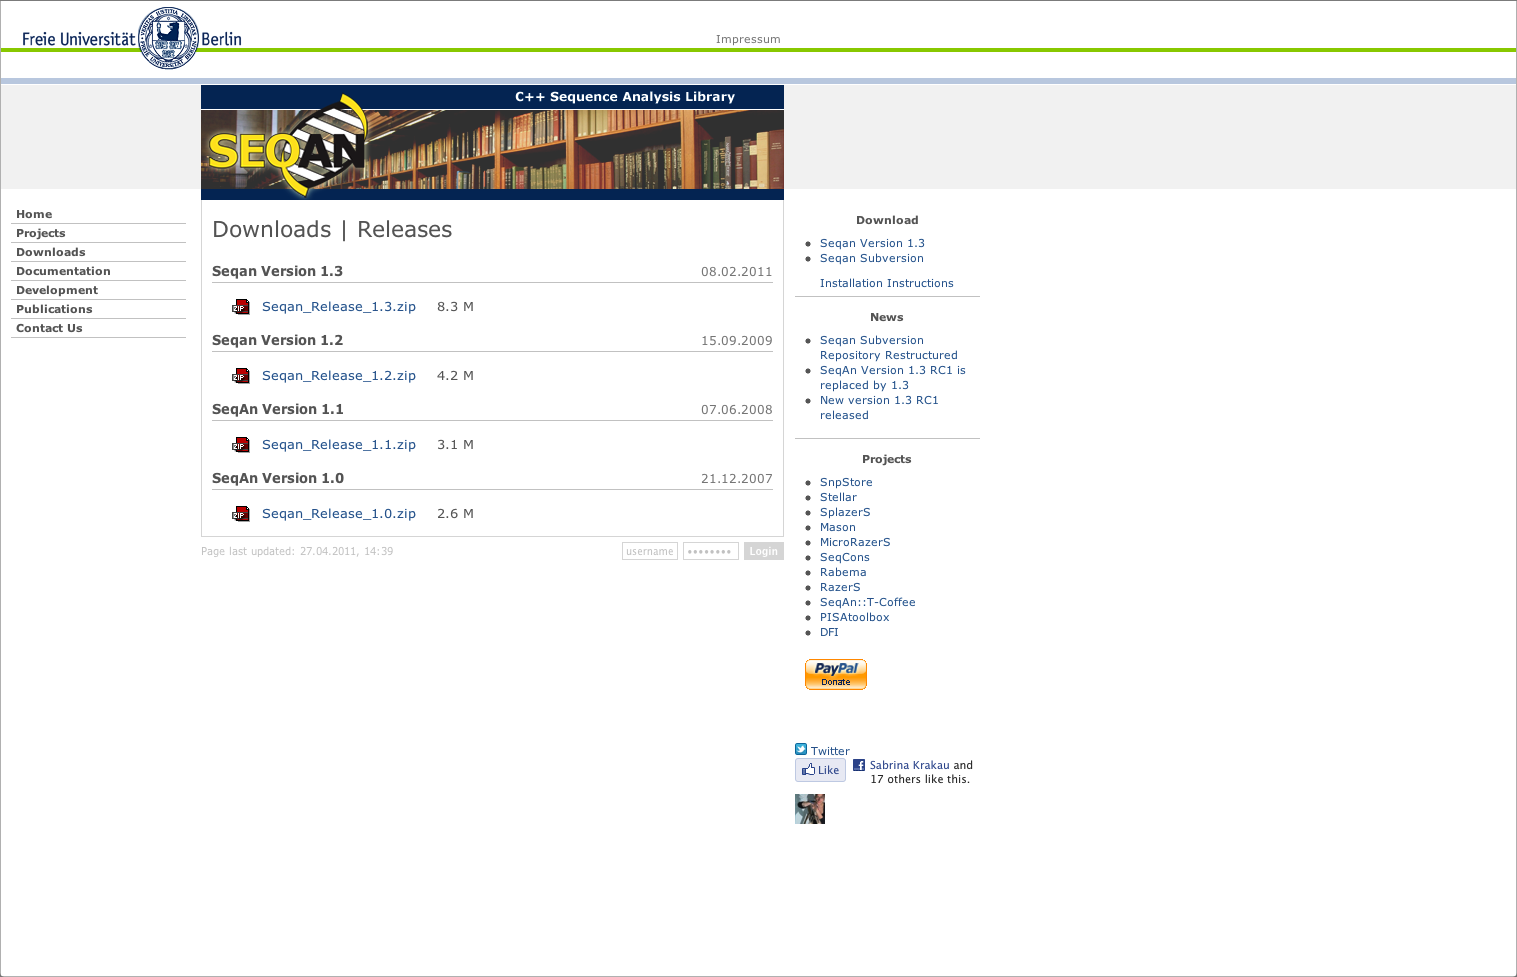 Freie Universität Berlin
Impressum
C++ Sequence Analysis Library
SEQAN
Home
Projects
Downloads
Documentation
Development
Publications
Contact Us
Downloads | Releases
Seqan Version 1.3 08.02.2011
ZIP Seqan_Release_1.3.zip 8.3 M
Seqan Version 1.2 15.09.2009
ZIP Seqan_Release_1.2.zip 4.2 M
SeqAn Version 1.1 07.06.2008
ZIP Seqan_Release_1.1.zip 3.1 M
SeqAn Version 1.0 21.12.2007
ZIP Seqan_Release_1.0.zip 2.6 M
Page last updated: 27.04.2011, 14:39
username •••••••• Login
Download
Seqan Version 1.3
Seqan Subversion
Installation Instructions
News
Seqan Subversion
Repository Restructured
SeqAn Version 1.3 RC1 is
replaced by 1.3
New version 1.3 RC1
released
Projects
SnpStore
Stellar
SplazerS
Mason
MicroRazerS
SeqCons
Rabema
RazerS
SeqAn::T-Coffee
PISAtoolbox
DFI
PayPal
Donate
Twitter
Like
Sabrina Krakau and
17 others like this.